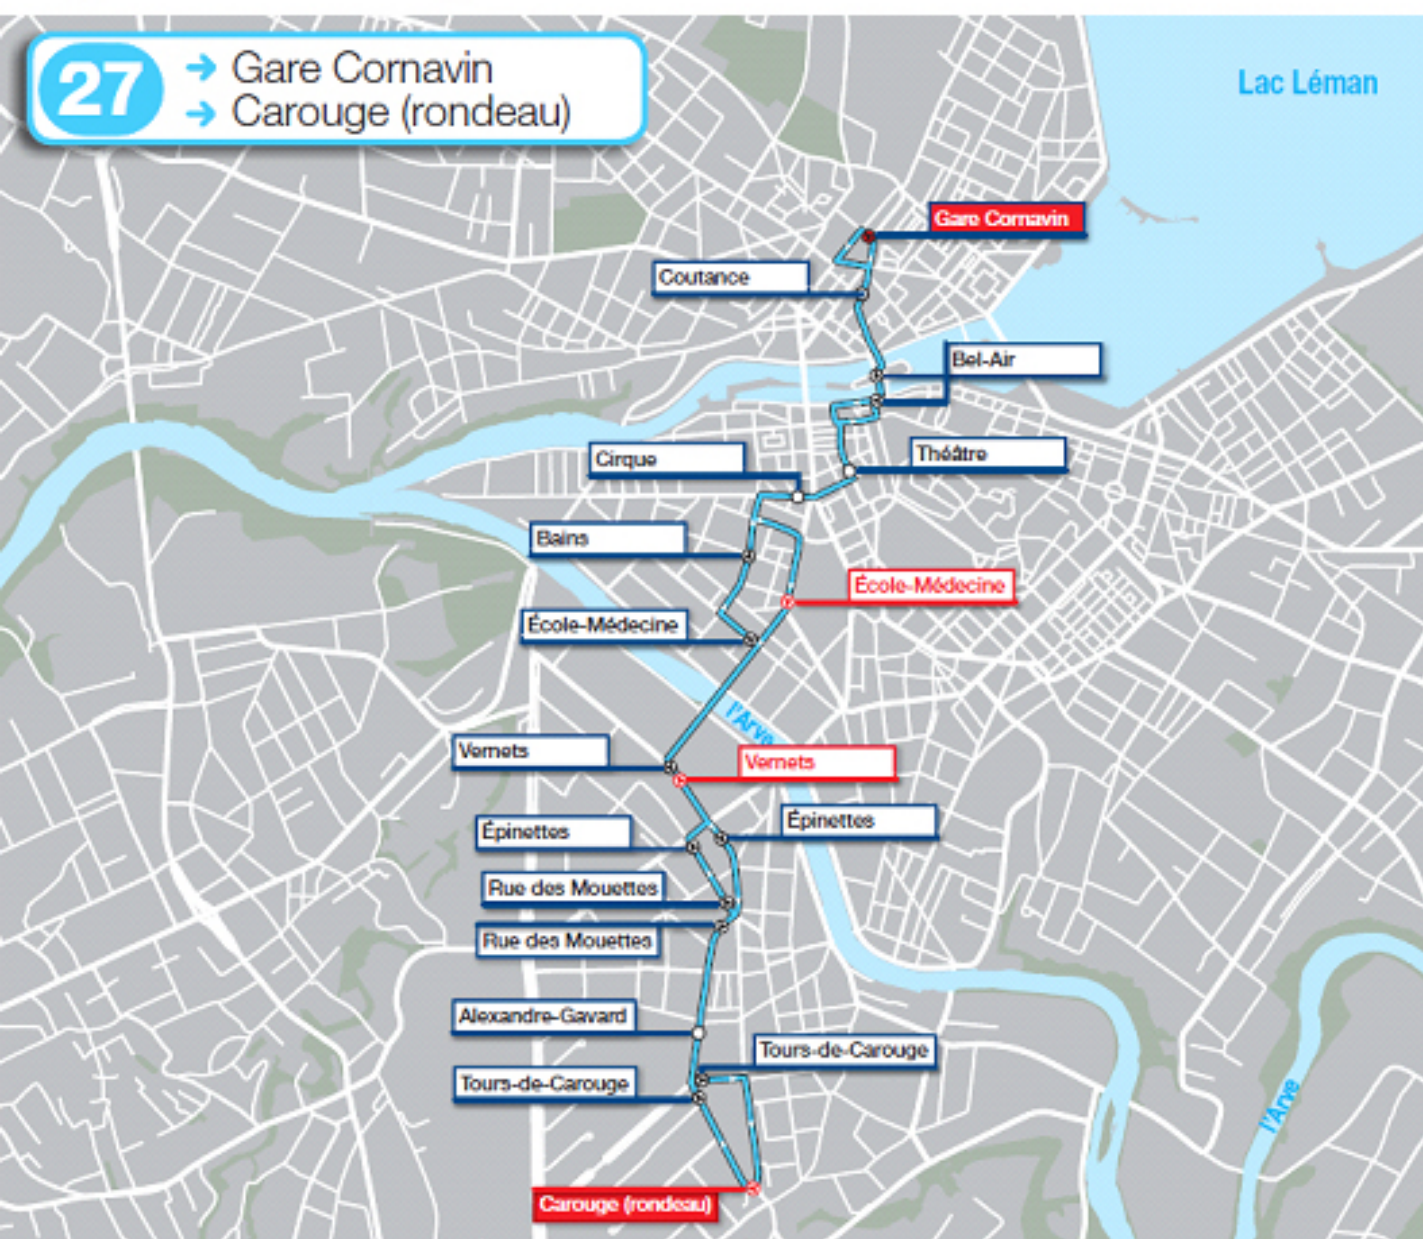 27
→ Gare Cornavin
→ Carouge (rondeau)
Lac Léman
Gare Cornavin
Coutance
Bel-Air
Théâtre
Cirque
Bains
École-Médecine
École-Médecine
l'Arve
Vernets
Vernets
Épinettes
Épinettes
Rue des Mouettes
Rue des Mouettes
Alexandre-Gavard
Tours-de-Carouge
Tours-de-Carouge
l'Arve
Carouge (rondeau)